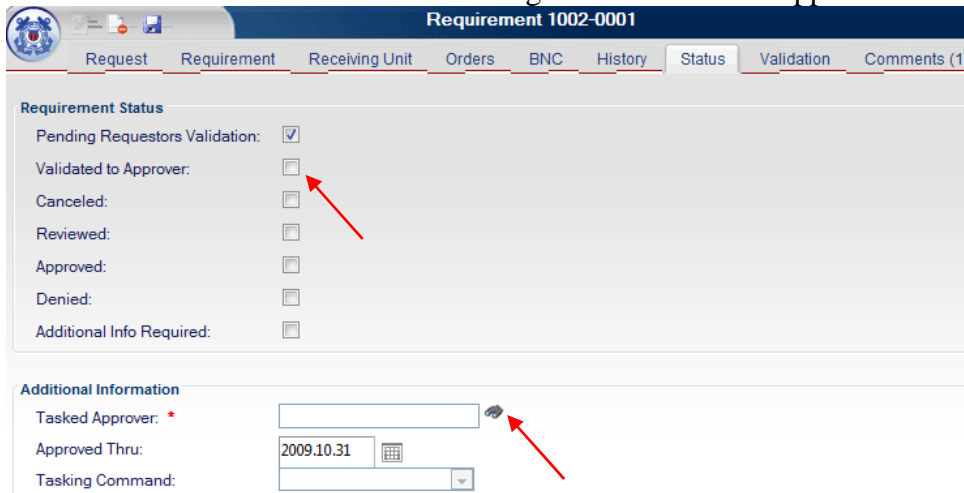 Requirement 1002-0001
Request Requirement Receiving Unit Orders BNC History Status Validation Comments (1
Requirement Status
Pending Requestors Validation:
Validated to Approver:
Canceled:
Reviewed:
Approved:
Denied:
Additional Info Required:
Additional Information
Tasked Approver: *
Approved Thru: 2009.10.31
Tasking Command: